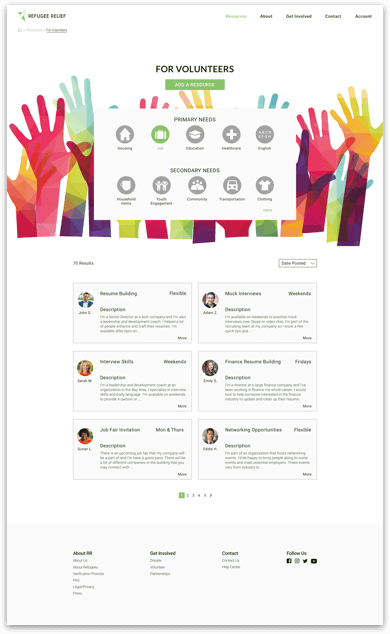 REFUGEE RELIEF
Resources About Get Involved Contact Account
> Resources > For Volunteers
FOR VOLUNTEERS
ADD A RESOURCE
PRIMARY NEEDS
Housing Job Education Healthcare English
SECONDARY NEEDS
Household Items Youth Engagement Community Transportation Clothing
70 Results
Date Posted
Resume Building Flexible
Description
I'm a Senior Director at a tech company and I'm also
a leadership and development coach. I helped a lot
of people enhance and craft their resumes. I'm
available after 6pm on...
John S.
More
Mock Interviews Weekends
Description
I'm available on weekends to practice mock
interviews over Skype or video chat. I'm part of the
recruiting team at my company so I know a few
quick tips and...
Adam Z.
More
Interview Skills Weekends
Description
I'm a leadership and development coach at an
organization in the Bay Area. I specialize in interview
skills and body language. I'm available on weekends
to provide in-person or...
Sarah W.
More
Finance Resume Building Fridays
Description
I'm a director at a large finance company and I've
been working in finance my whole career. I would
love to help someone interested in the finance
industry to update and clean up their resume,
Emily S.
More
Job Fair Invitation Mon & Thurs
Description
There is an upcoming job fair that my company will
be a part of and I'm have a guest pass. There will be
a lot of different companies in the building that you
may connect with...
Susan L.
More
Networking Opportunities Flexible
Description
I'm part of an organization that hosts networking
events. I'd be happy to bring people along to some
events and meet potential employers. These events
vary from industry to...
Eddie H.
More
1 2 3 4 5
About RR
About Us
About Refugees
Verification Process
FAQ
Legal/Privacy
Press
Get Involved
Donate
Volunteer
Partnerships
Contact
Contact Us
Help Center
Follow Us